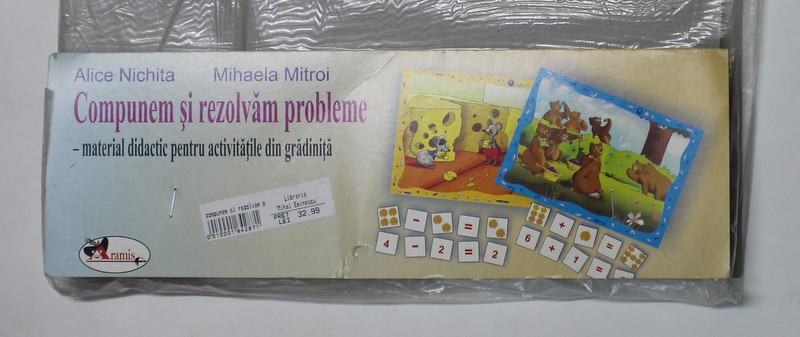 Alice Nichita Mihaela Mitroi
Compunem și rezolvăm probleme
– material didactic pentru activitățile din grădiniță
compunem si rezolvam p
Libraria
"Mihai Eminescu
PRET
LEI 32.99
Aramis
4 – 2 = 2
6 + 1 =